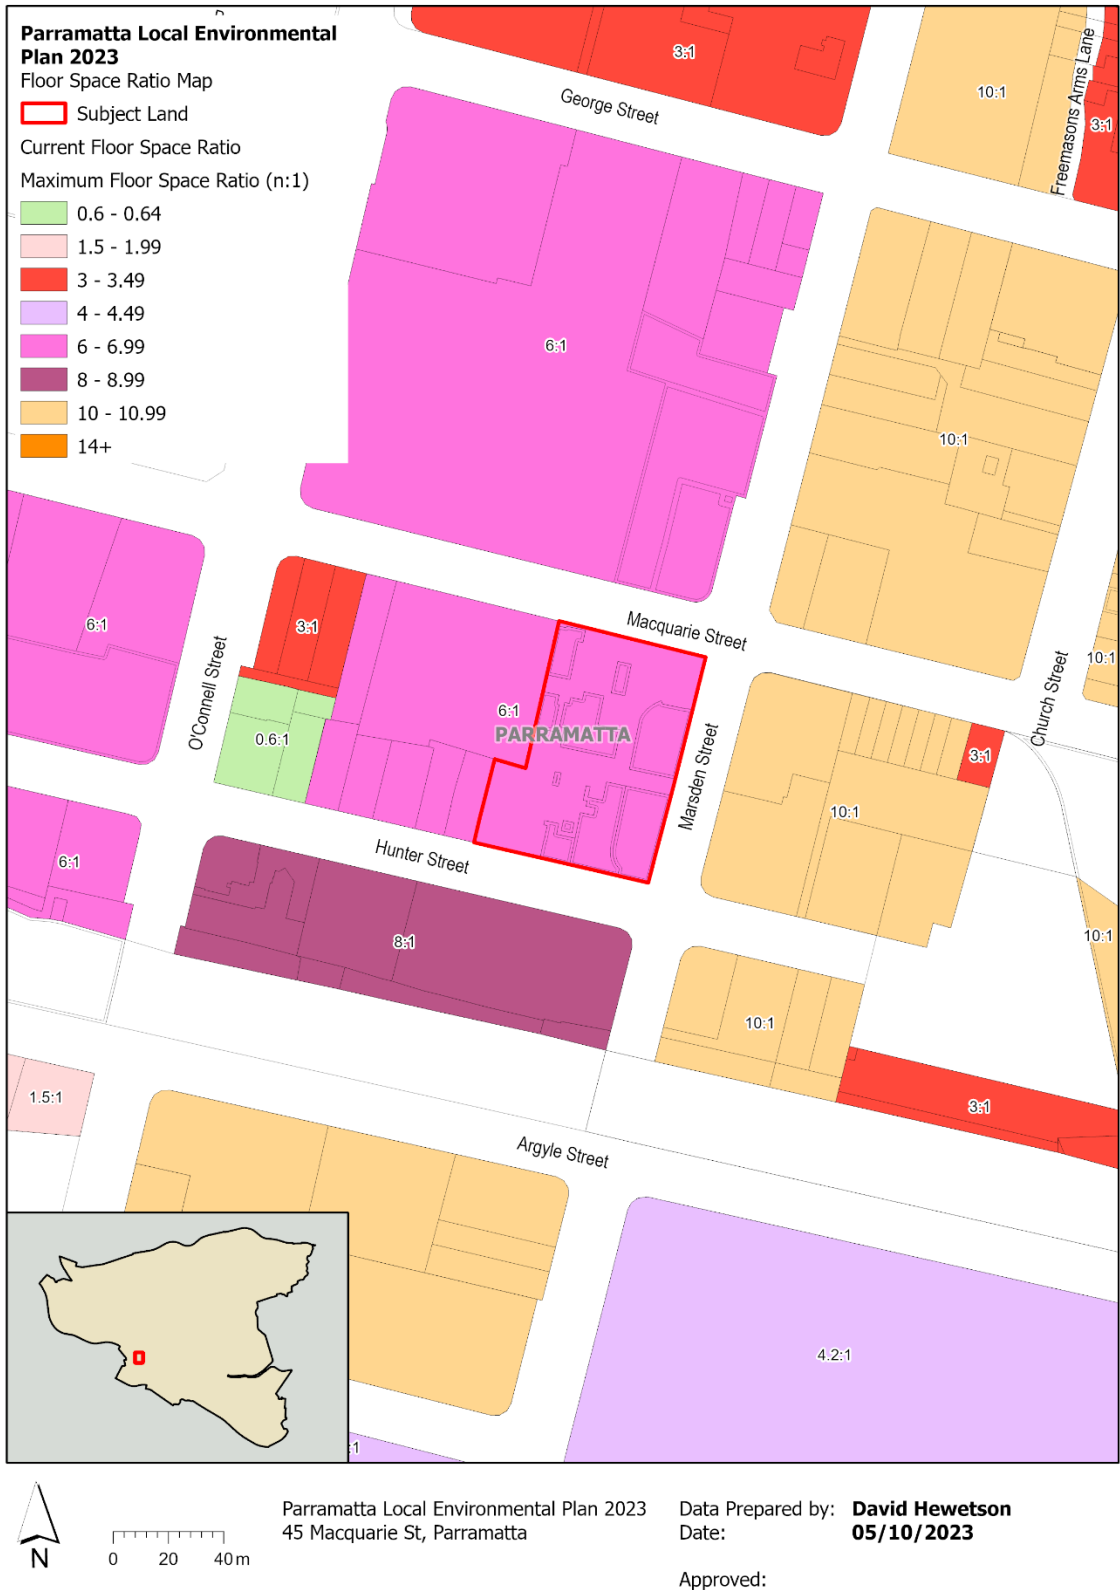 Parramatta Local Environmental
Plan 2023
Floor Space Ratio Map
Subject Land
Current Floor Space Ratio
Maximum Floor Space Ratio (n:1)
0.6 - 0.64
1.5 - 1.99
3 - 3.49
4 - 4.49
6 - 6.99
8 - 8.99
10 - 10.99
14+
3:1
George Street
10:1
Freemasons Arms Lane
3:1
6:1
10:1
6:1
O'Connell Street
3:1
0.6:1
6:1
PARRAMATTA
Macquarie Street
Marsden Street
Church Street
10:1
3:1
10:1
Hunter Street
6:1
8:1
10:1
10:1
1.5:1
3:1
Argyle Street
4.2:1
:1
N
0 20 40 m
Parramatta Local Environmental Plan 2023
45 Macquarie St, Parramatta
Data Prepared by: David Hewetson
Date: 05/10/2023
Approved: